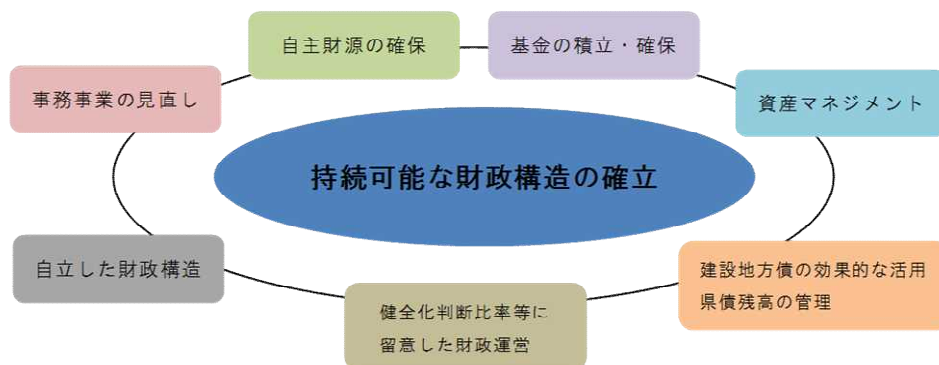 自主財源の確保
基金の積立・確保
事務事業の見直し
資産マネジメント
持続可能な財政構造の確立
自立した財政構造
建設地方債の効果的な活用
県債残高の管理
健全化判断比率等に
留意した財政運営